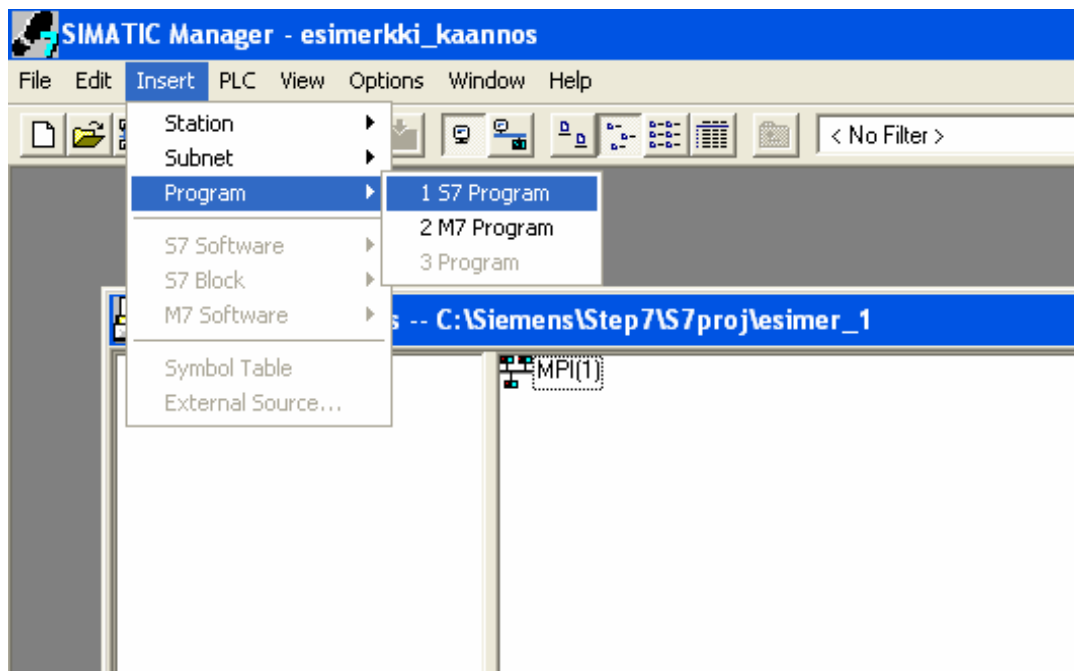 SIMATIC Manager - esimerkki_kaannos
File Edit Insert PLC View Options Window Help
< No Filter >
Station
Subnet
Program
S7 Software
S7 Block
M7 Software
Symbol Table
External Source...
1 S7 Program
2 M7 Program
3 Program
s -- C:\Siemens\Step7\S7proj\esimer_1
MPI(1)